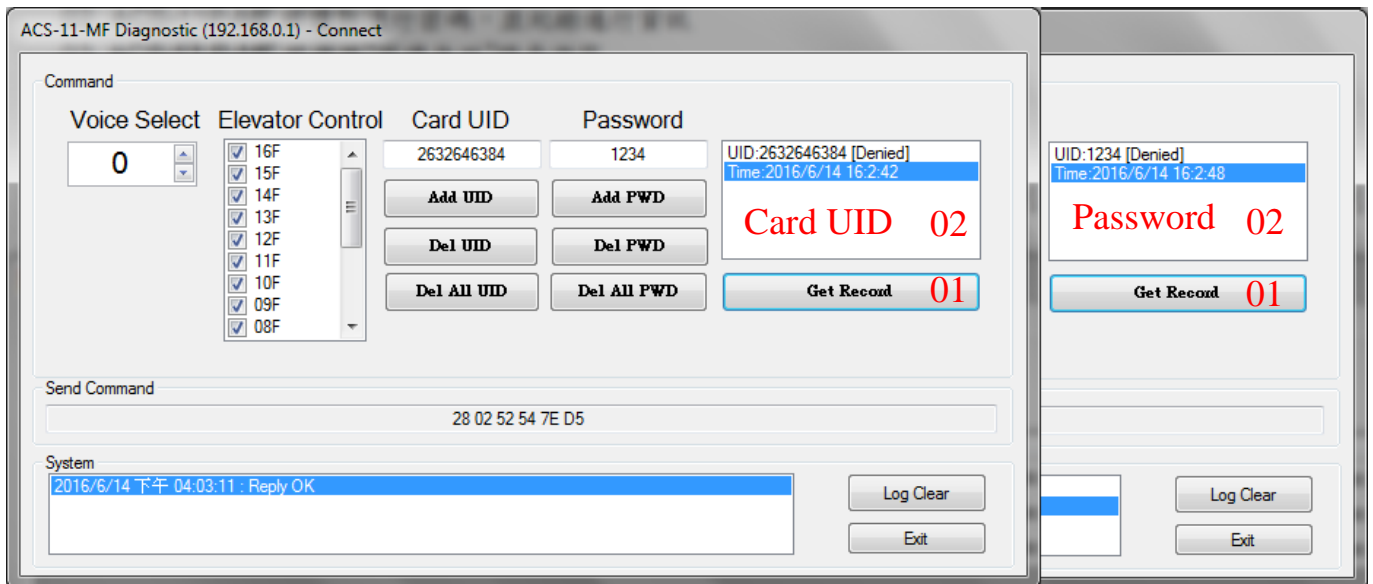 ACS-11-MF Diagnostic (192.168.0.1) - Connect
Command
Voice Select Elevator Control Card UID Password
0
16F
15F
14F
13F
12F
11F
10F
09F
08F
2632646384
Add UID
Del UID
Del All UID
1234
Add PWD
Del PWD
Del All PWD
UID:2632646384 [Denied]
Time:2016/6/14 16:2:42
Card UID 02
Get Record 01
Send Command
28 02 52 54 7E D5
System
2016/6/14 下午 04:03:11 : Reply OK
Log Clear
Exit
UID:1234 [Denied]
Time:2016/6/14 16:2:48
Password 02
Get Record 01
Log Clear
Exit